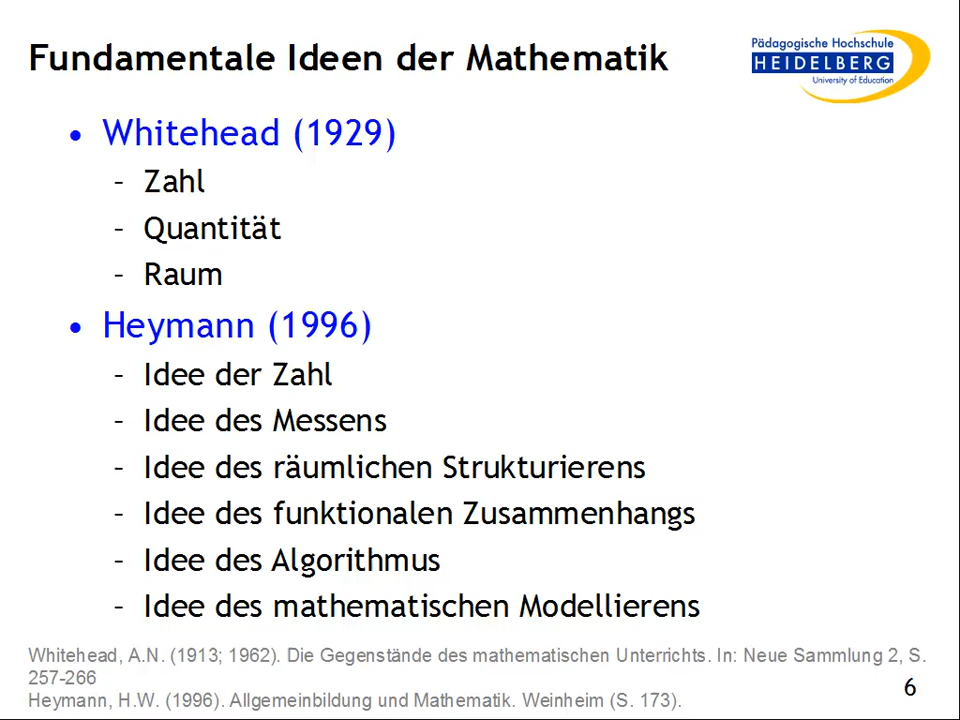 Fundamentale Ideen der Mathematik
Pädagogische Hochschule
HEIDELBERG
University of Education
• Whitehead (1929)
– Zahl
– Quantität
– Raum
• Heymann (1996)
– Idee der Zahl
– Idee des Messens
– Idee des räumlichen Strukturierens
– Idee des funktionalen Zusammenhangs
– Idee des Algorithmus
– Idee des mathematischen Modellierens
Whitehead, A.N. (1913; 1962). Die Gegenstände des mathematischen Unterrichts. In: Neue Sammlung 2, S.
257-266
Heymann, H.W. (1996). Allgemeinbildung und Mathematik. Weinheim (S. 173).
6